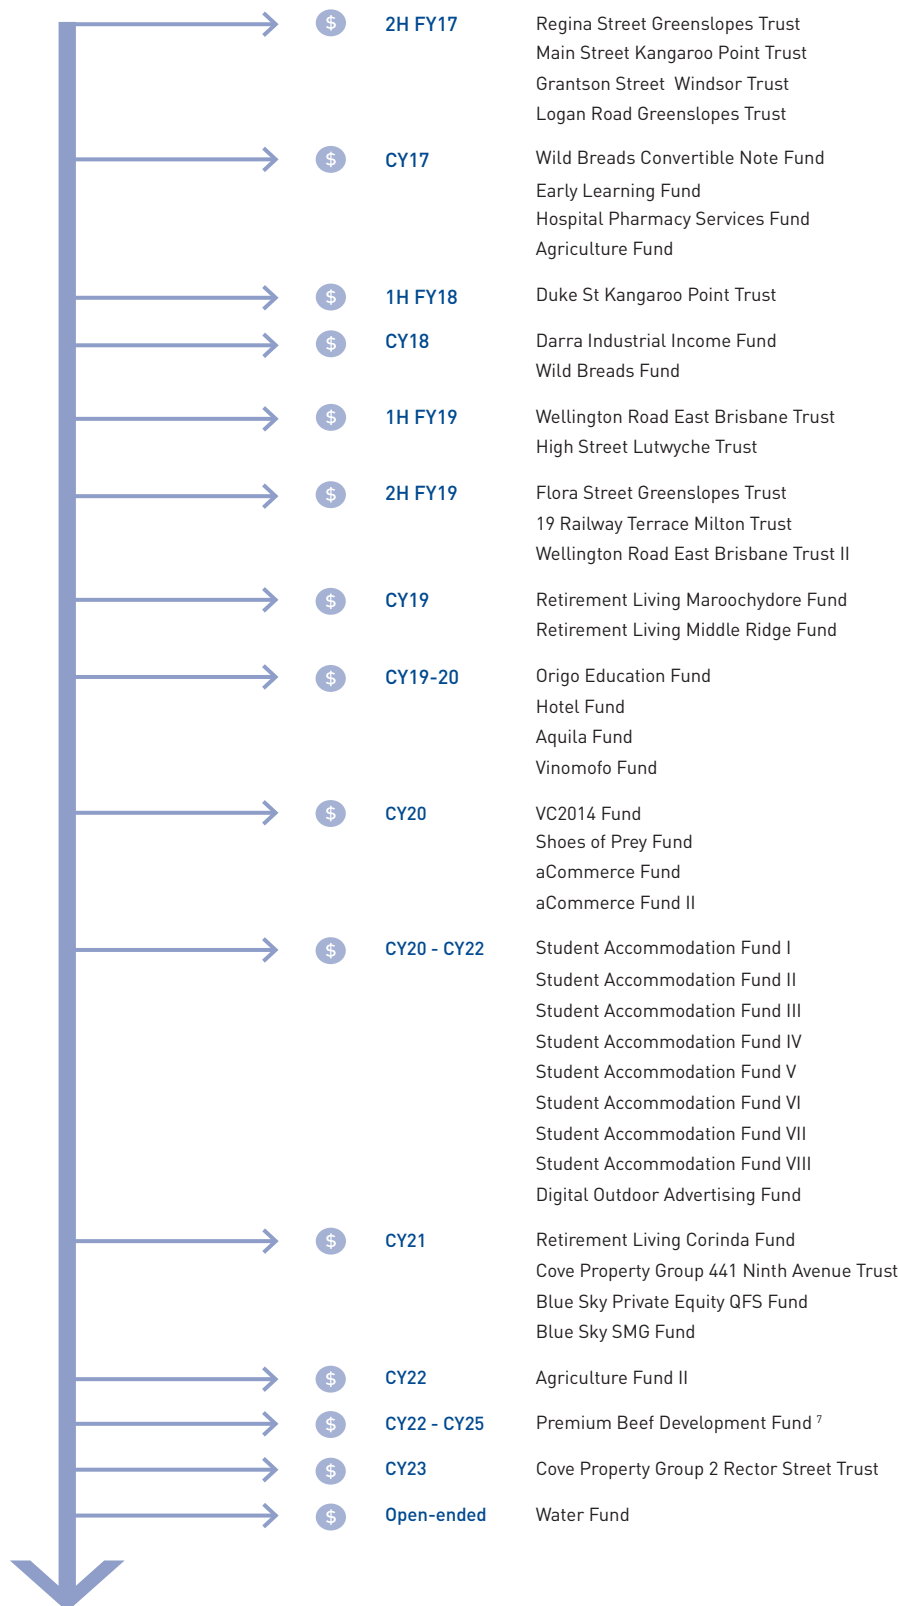 $ 2H FY17 Regina Street Greenslopes Trust
Main Street Kangaroo Point Trust
Grantson Street Windsor Trust
Logan Road Greenslopes Trust
$ CY17 Wild Breads Convertible Note Fund
Early Learning Fund
Hospital Pharmacy Services Fund
Agriculture Fund
$ 1H FY18 Duke St Kangaroo Point Trust
$ CY18 Darra Industrial Income Fund
Wild Breads Fund
$ 1H FY19 Wellington Road East Brisbane Trust
High Street Lutwyche Trust
$ 2H FY19 Flora Street Greenslopes Trust
19 Railway Terrace Milton Trust
Wellington Road East Brisbane Trust II
$ CY19 Retirement Living Maroochydore Fund
Retirement Living Middle Ridge Fund
$ CY19-20 Origo Education Fund
Hotel Fund
Aquila Fund
Vinomofo Fund
$ CY20 VC2014 Fund
Shoes of Prey Fund
aCommerce Fund
aCommerce Fund II
$ CY20 - CY22 Student Accommodation Fund I
Student Accommodation Fund II
Student Accommodation Fund III
Student Accommodation Fund IV
Student Accommodation Fund V
Student Accommodation Fund VI
Student Accommodation Fund VII
Student Accommodation Fund VIII
Digital Outdoor Advertising Fund
$ CY21 Retirement Living Corinda Fund
Cove Property Group 441 Ninth Avenue Trust
Blue Sky Private Equity QFS Fund
Blue Sky SMG Fund
$ CY22 Agriculture Fund II
$ CY22 - CY25 Premium Beef Development Fund ⁷
$ CY23 Cove Property Group 2 Rector Street Trust
$ Open-ended Water Fund